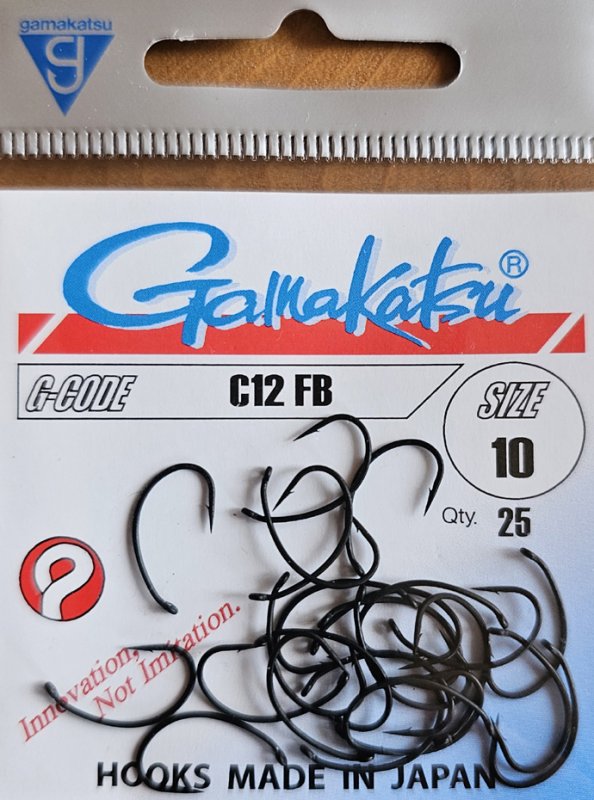 gamakatsu
Gamakatsu®
G-CODE C12 FB
SIZE
10
Qty. 25
Innovation,
Not Imitation.
HOOKS MADE IN JAPAN